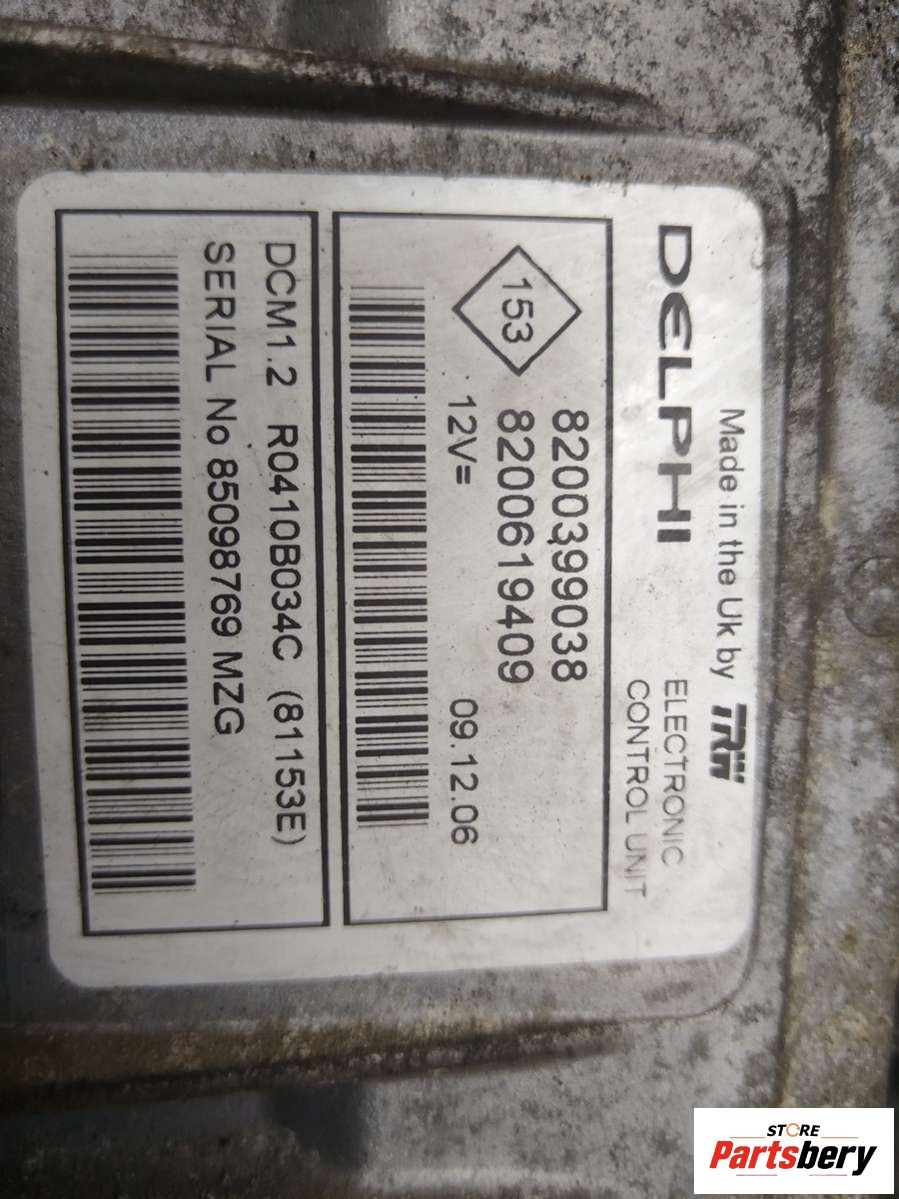 Made in the Uk by TRW
DELPHI
ELECTRONIC
CONTROL UNIT
8200399038
153
8200619409
12V=
09.12.06
DCM1.2 R0410B034C (81153E)
SERIAL No 85098769 MZG
STORE
Partsbery